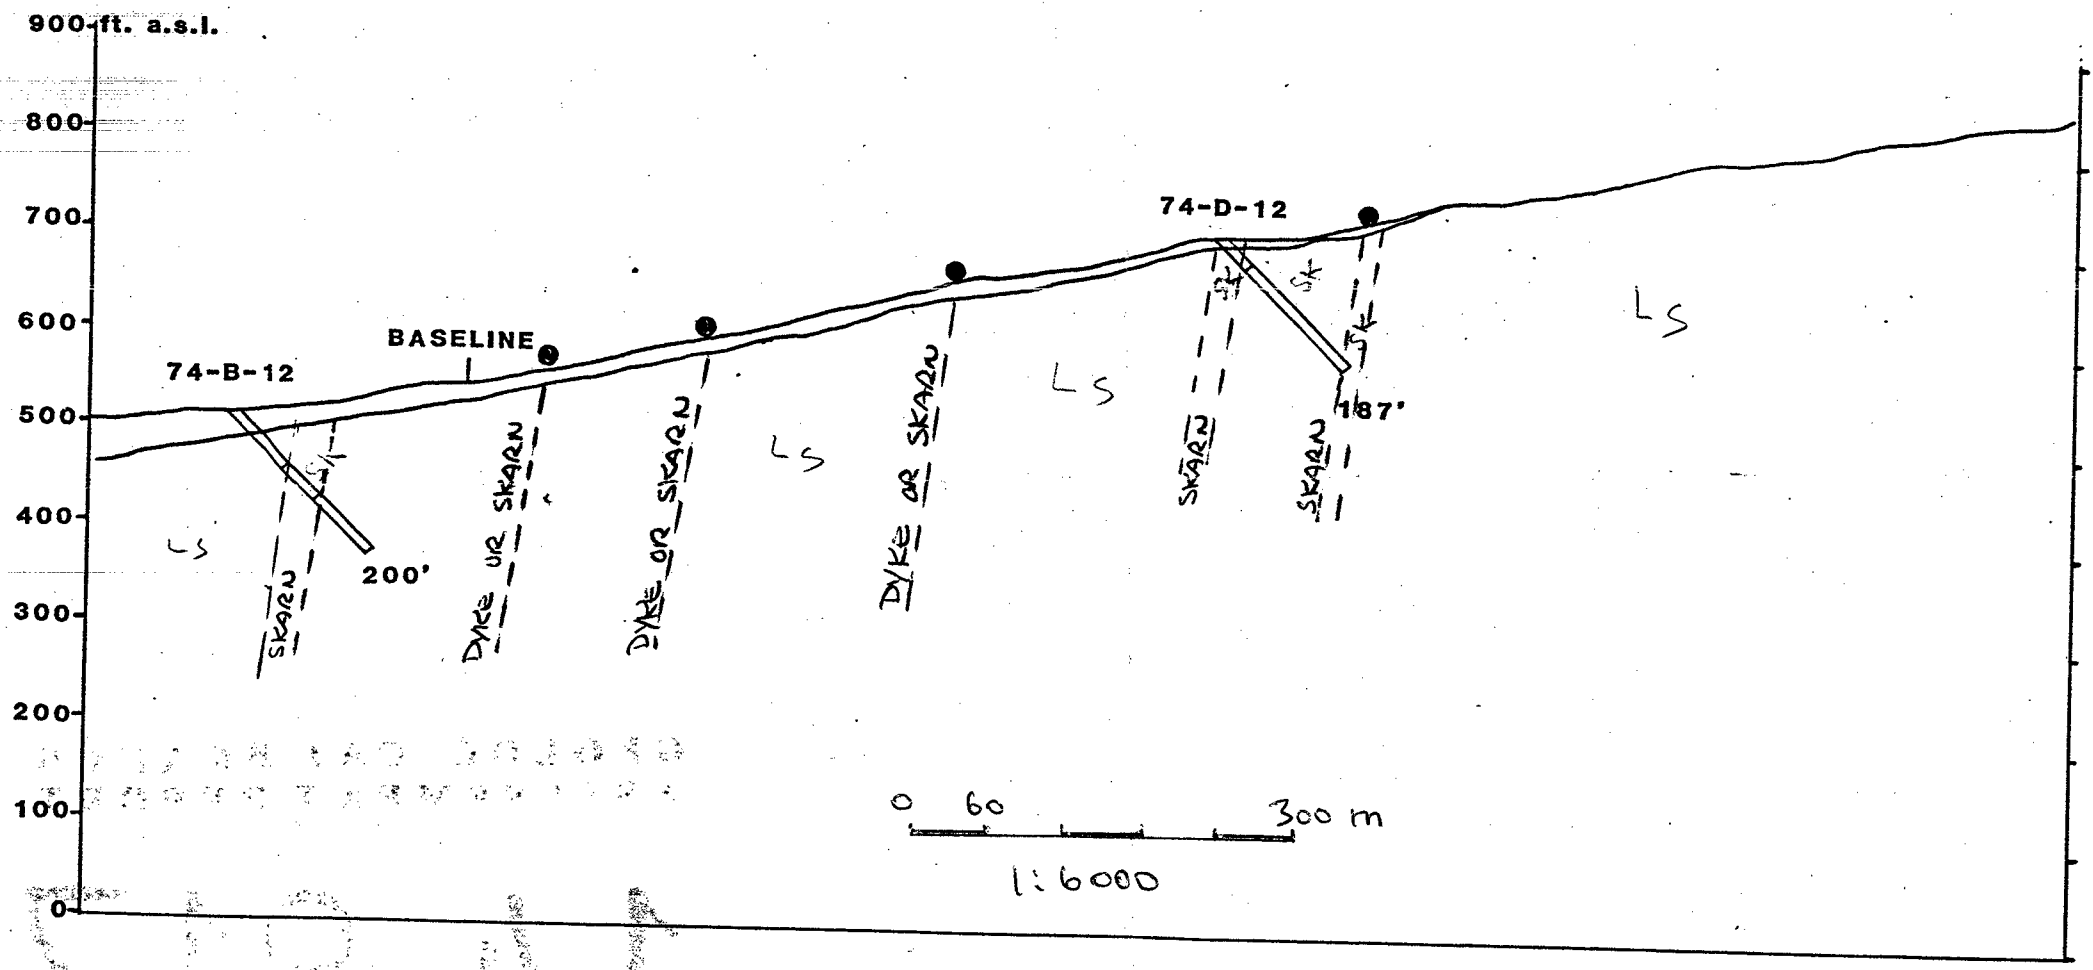 900 ft. a.s.l.
800
700
600
500
400
300
200
100
0
74-B-12
BASELINE
74-D-12
200'
187'
LS
SKARN
SK
DYKE OR SKARN
DYKE OR SKARN
LS
DYKE OR SKARN
LS
SKARN
SK
SK
SKARN
SK
LS
0 60 300 m
1:6000